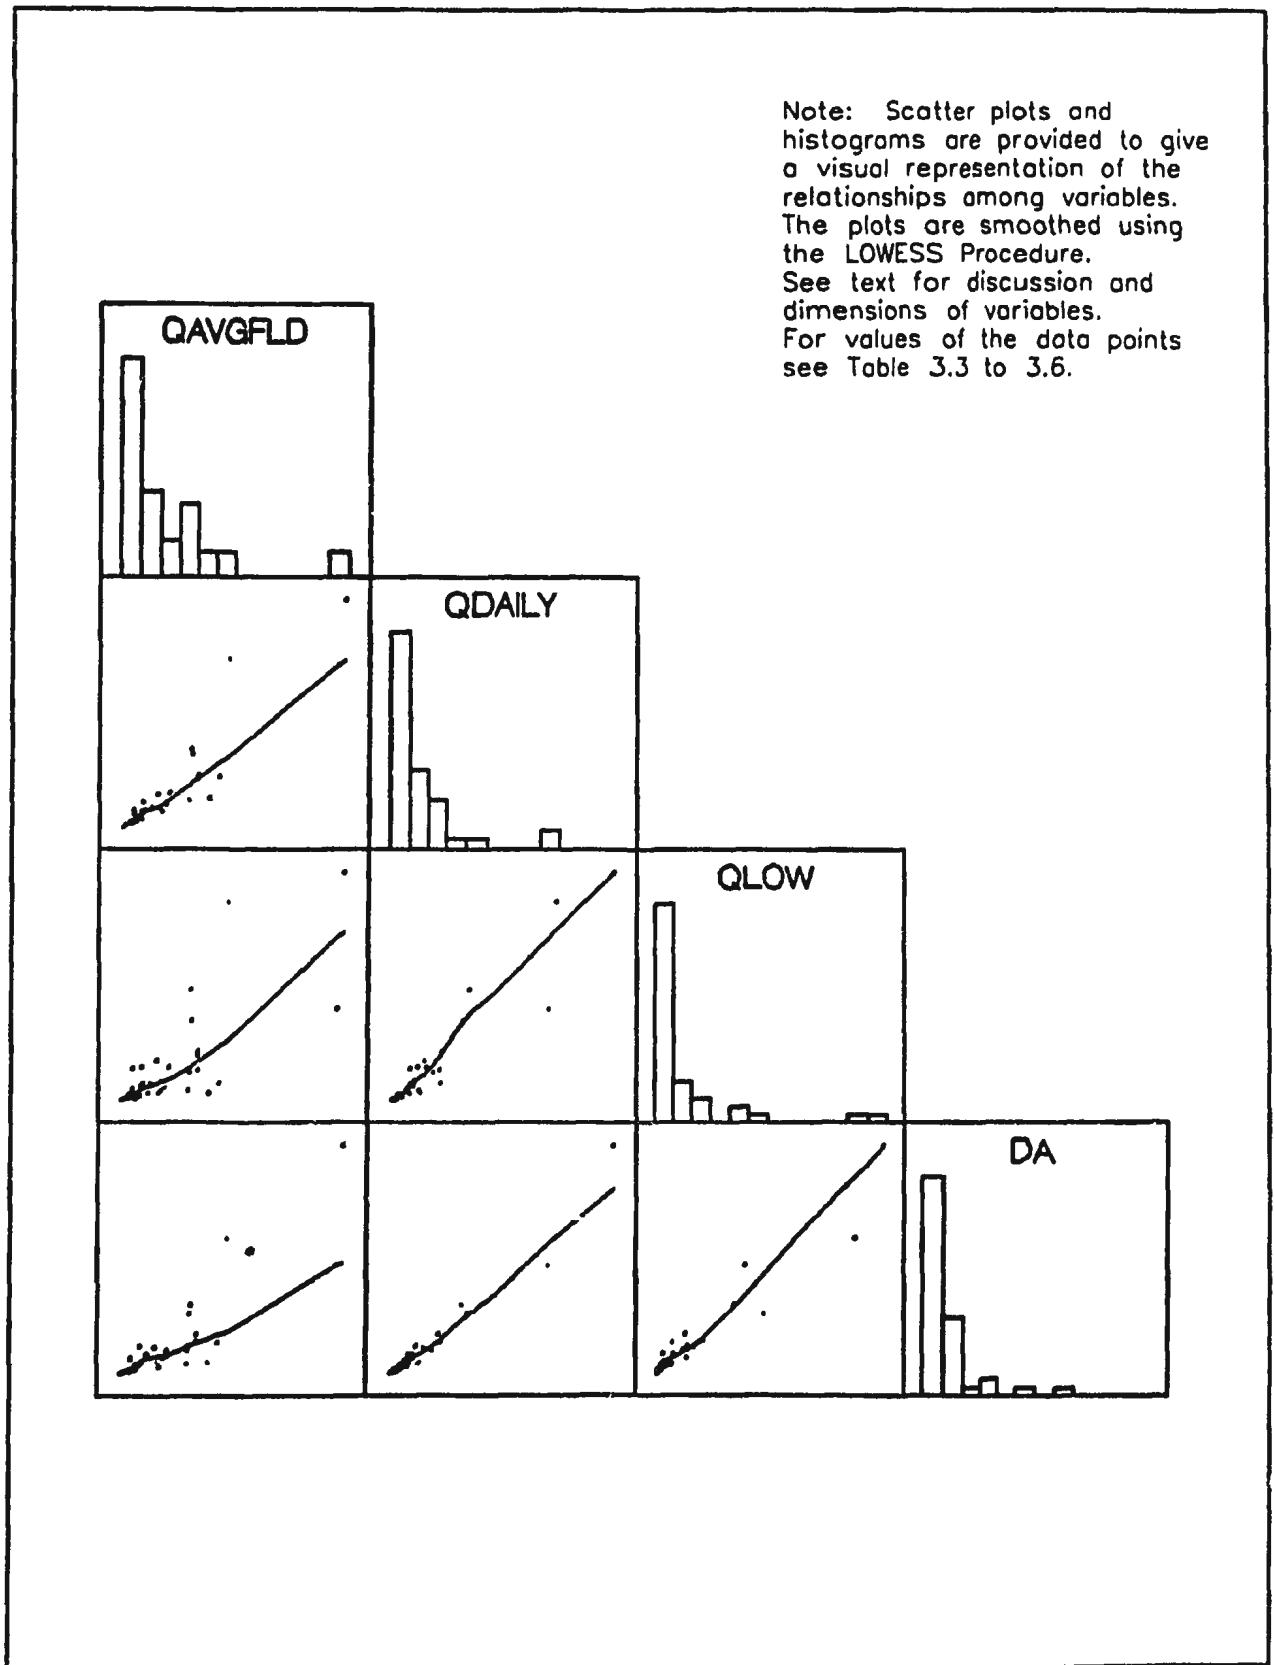 Note: Scatter plots and
histograms are provided to give
a visual representation of the
relationships among variables.
The plots are smoothed using
the LOWESS Procedure.
See text for discussion and
dimensions of variables.
For values of the data points
see Table 3.3 to 3.6.
QAVGFLD
QDAILY
QLOW
DA